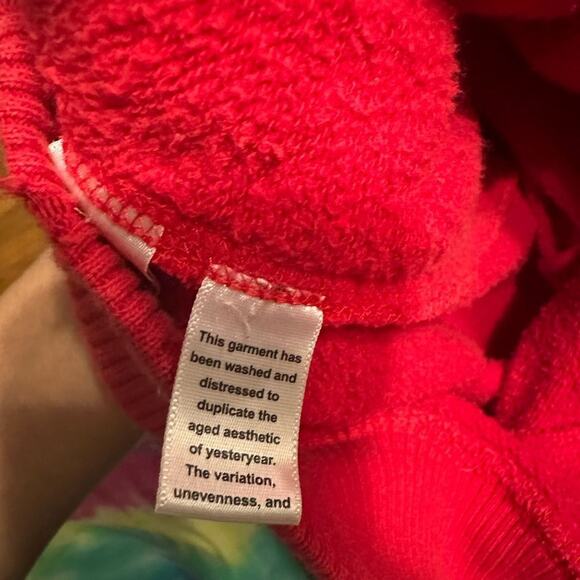 This garment has
been washed and
distressed to
duplicate the
aged aesthetic
of yesteryear.
The variation,
unevenness, and